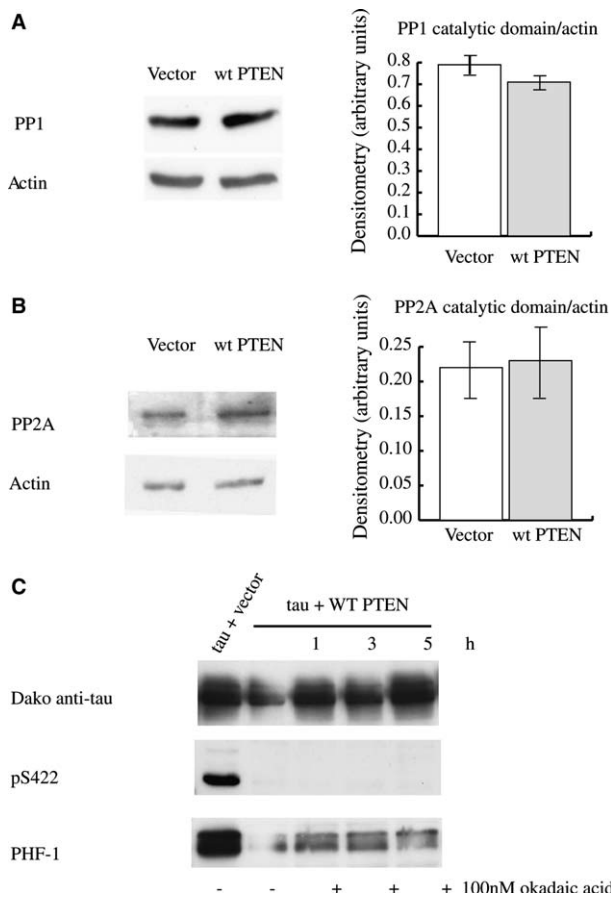 A
Vector wt PTEN
PP1
Actin
PP1 catalytic domain/actin
Densitometry (arbitrary units)
0.8
0.7
0.6
0.5
0.4
0.3
0.2
0.1
0.0
Vector wt PTEN
B
Vector wt PTEN
PP2A
Actin
PP2A catalytic domain/actin
Densitometry (arbitrary units)
0.25
0.20
0.15
0.10
0.05
0.00
Vector wt PTEN
C
tau + vector
tau + WT PTEN
1 3 5 h
Dako anti-tau
pS422
PHF-1
- - + + + 100nM okadaic acid